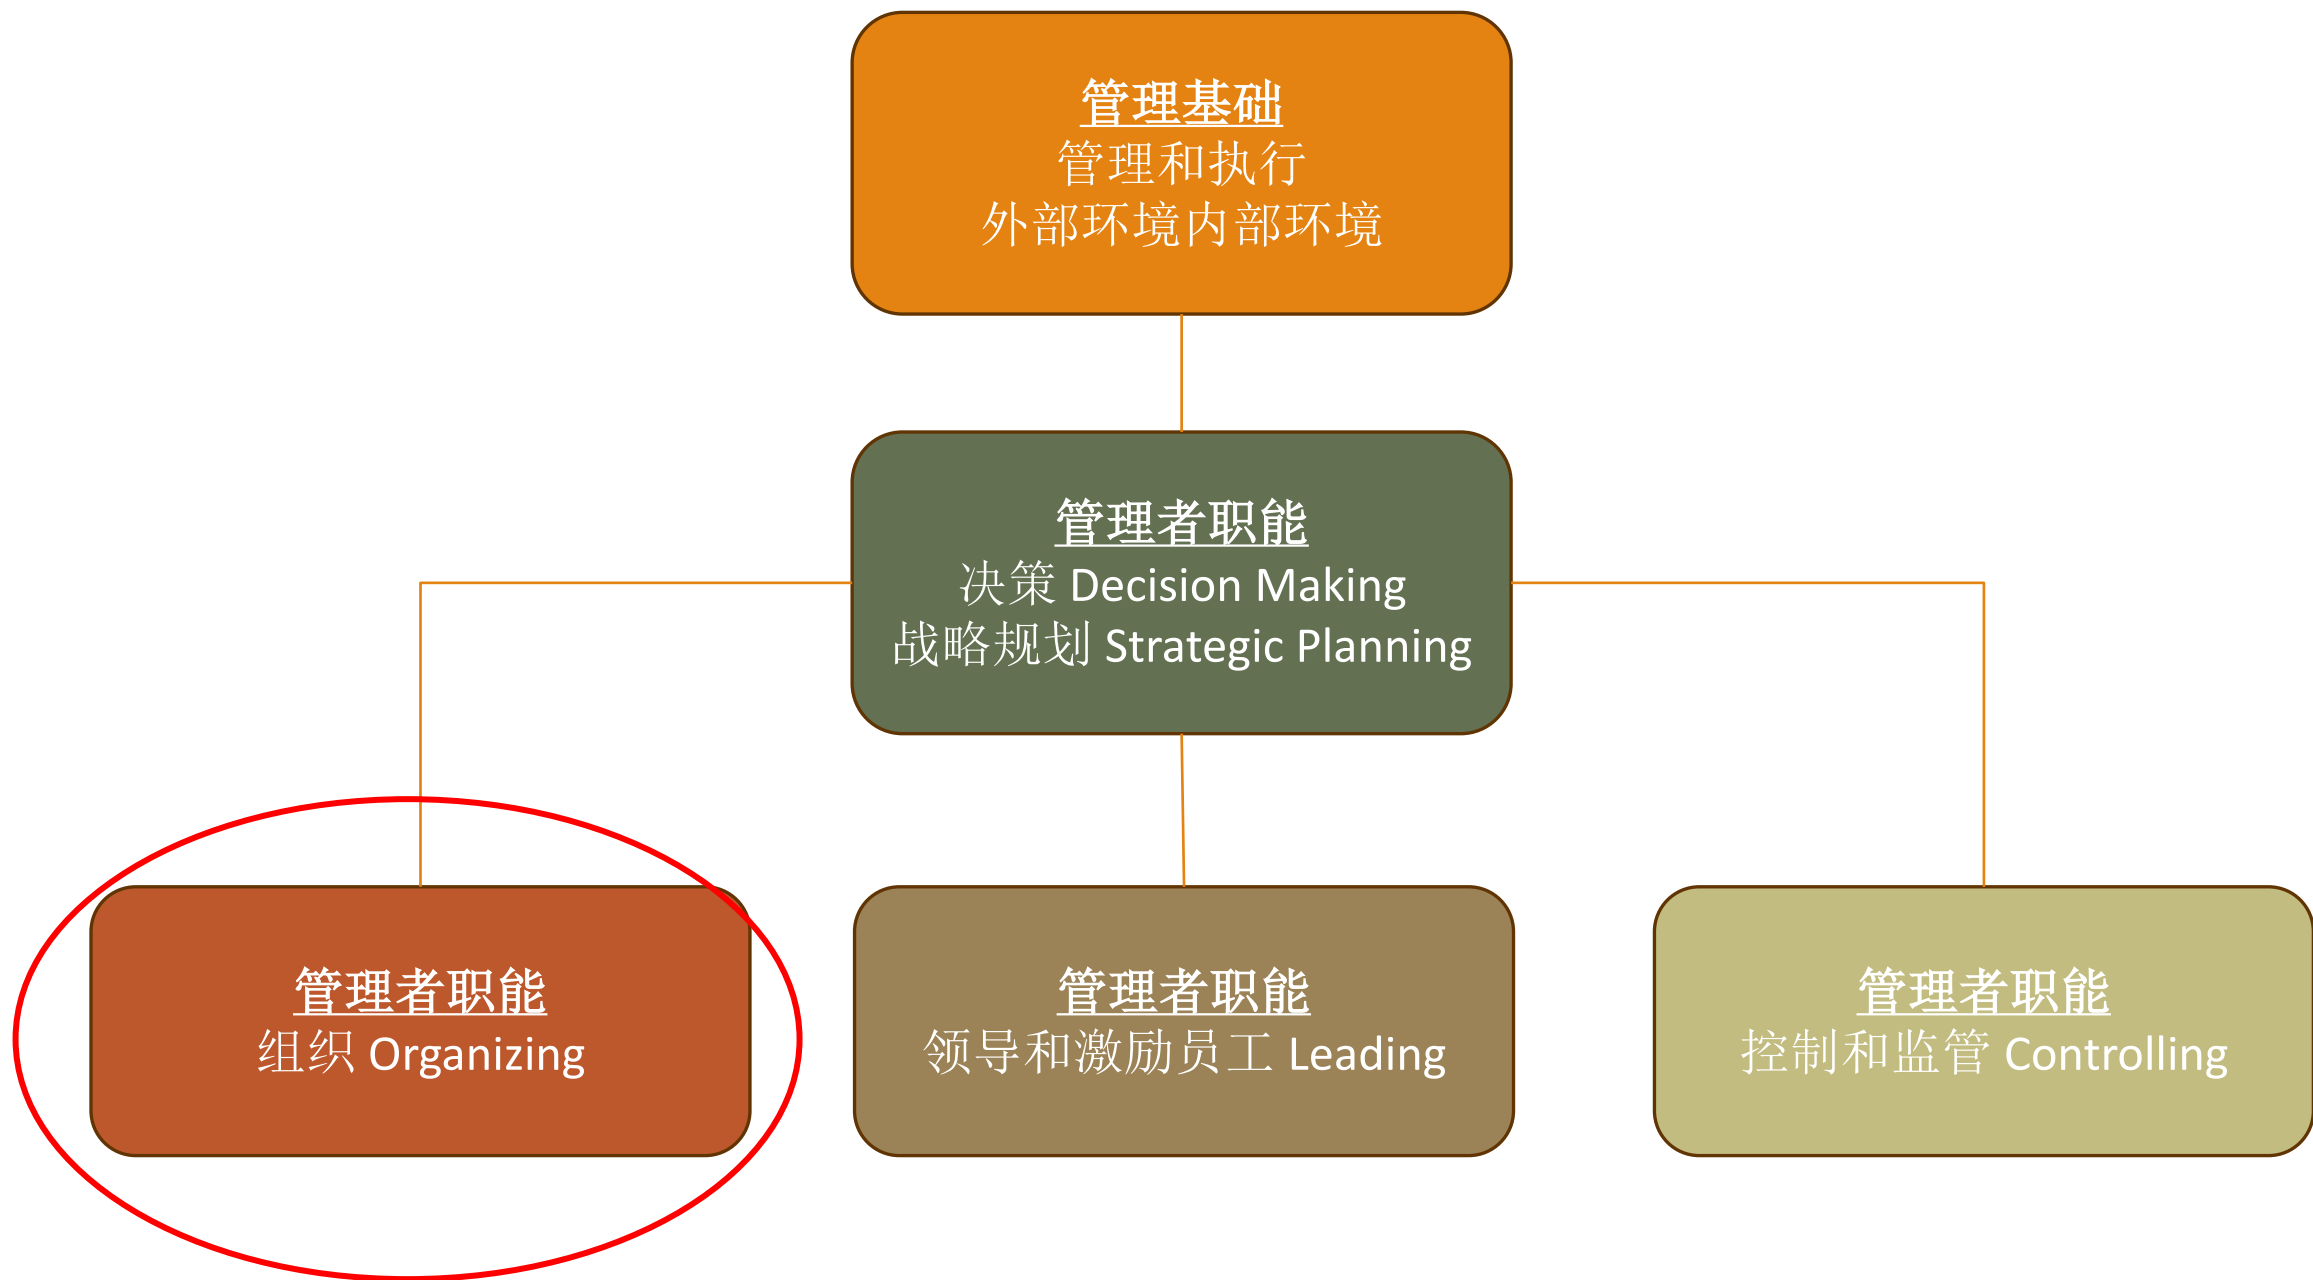 管理基础
管理和执行
外部环境内部环境
管理者职能
决策 Decision Making
战略规划 Strategic Planning
管理者职能
组织 Organizing
管理者职能
领导和激励员工 Leading
管理者职能
控制和监管 Controlling